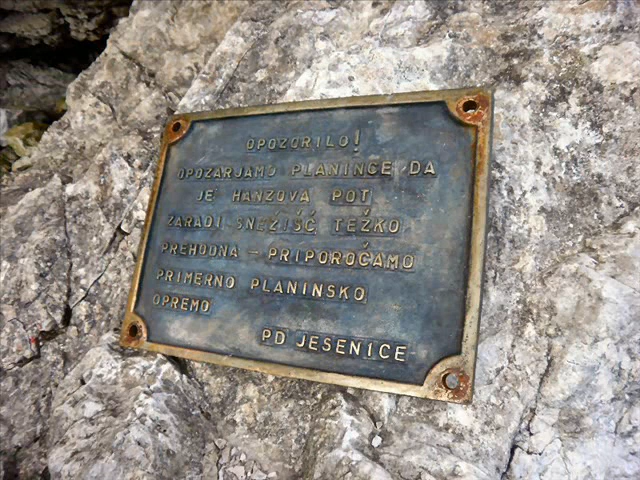 OPOZORILO!
OPOZARJAMO PLANINCE DA
JE HANZOVA POT
ZARADI SNEŽIŠČ TEŽKO
PREHODNA - PRIPOROČAMO
PRIMERNO PLANINSKO
OPREMO
PD JESENICE